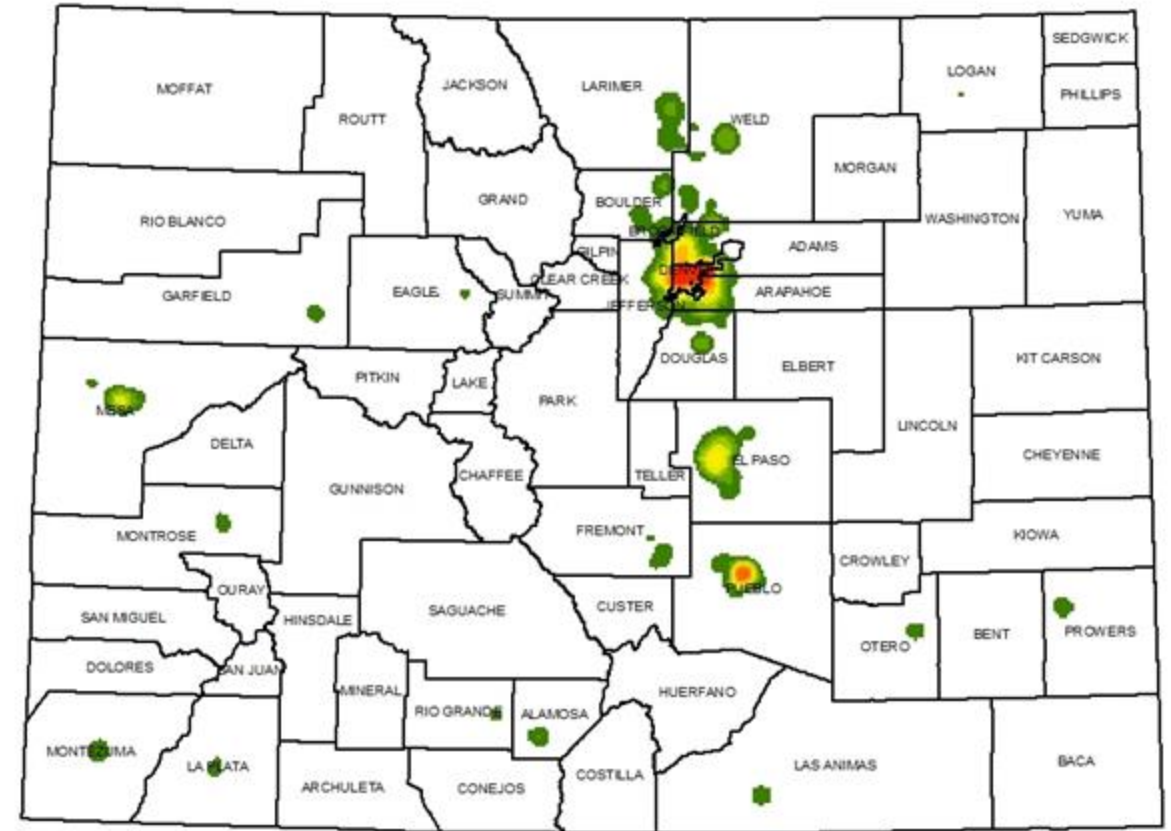 SEDGWICK
LOGAN
JACKSON
LARIMER
MOFFAT
PHILLIPS
ROUTT
WELD
MORGAN
GRAND
BOULDER
RIO BLANCO
WASHINGTON
YUMA
ADAMS
GILPIN
CLEAR CREEK
EAGLE
SUMMIT
ARAPAHOE
GARFIELD
JEFFERSON
DOUGLAS
KIT CARSON
ELBERT
PITKIN
LAKE
PARK
MESA
LINCOLN
DELTA
CHEYENNE
EL PASO
CHAFFEE
TELLER
GUNNISON
FREMONT
KIOWA
MONTROSE
CROWLEY
OURAY
PUEBLO
CUSTER
SAGUACHE
SAN MIGUEL
HINSDALE
PROWERS
BENT
OTERO
DOLORES
SAN JUAN
MINERAL
HUERFANO
RIO GRANDE
ALAMOSA
MONTEZUMA
LA PLATA
LAS ANIMAS
BACA
COSTILLA
ARCHULETA
CONEJOS